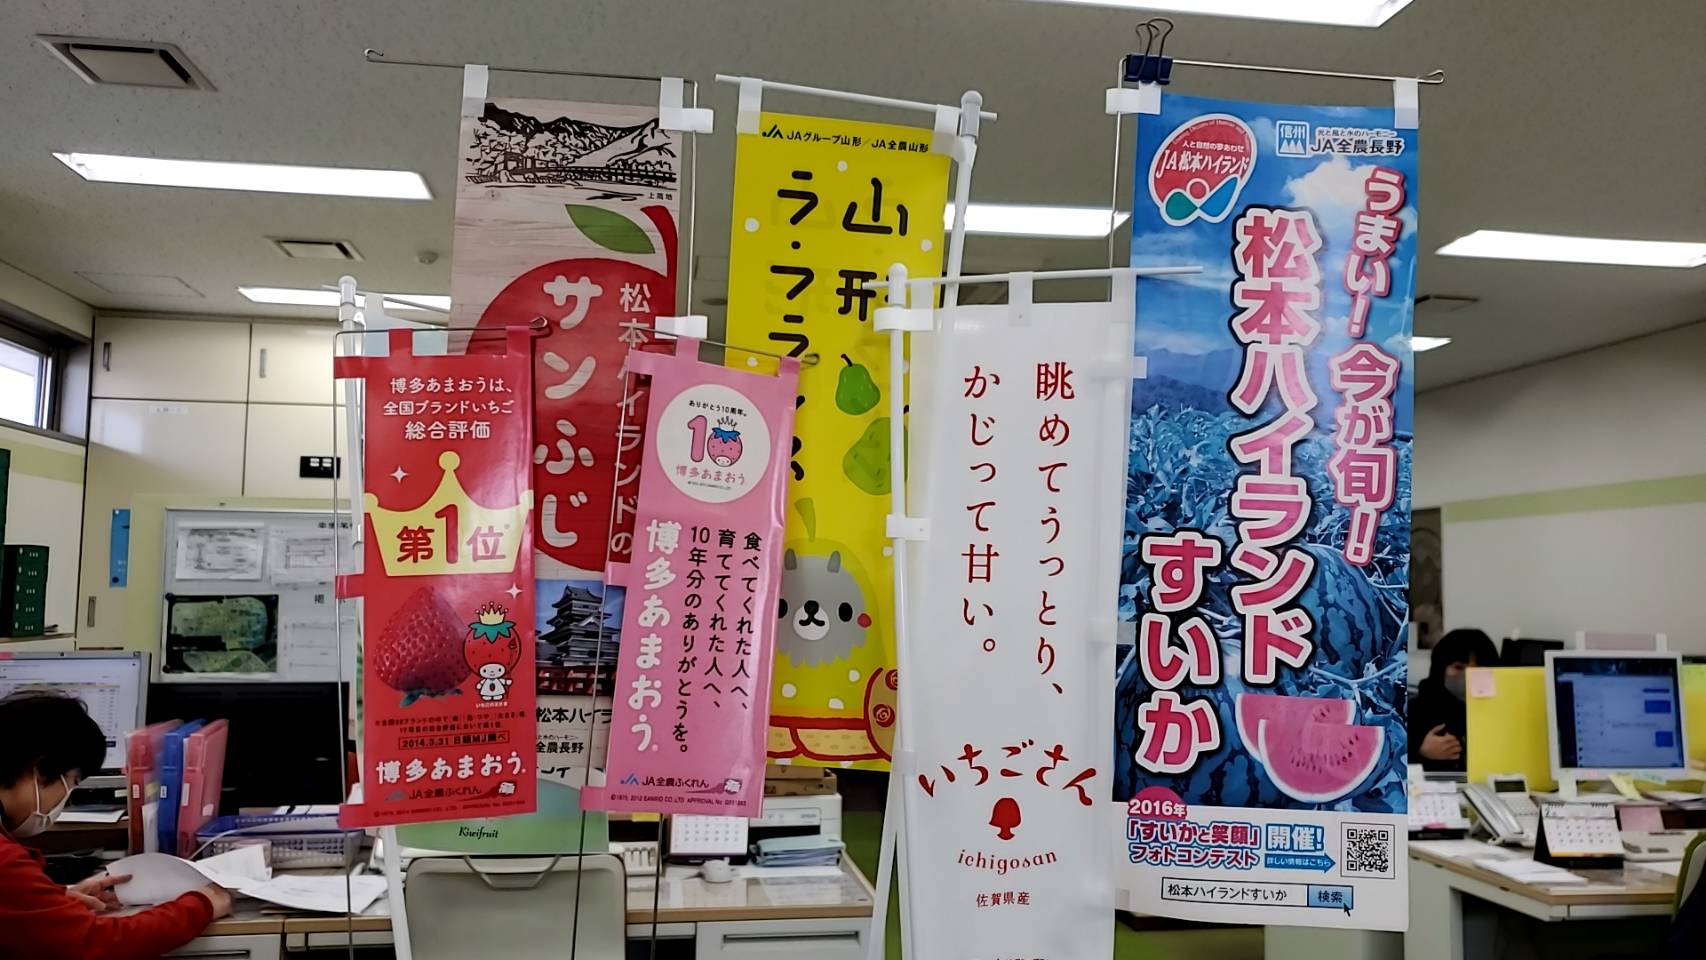 上高地
松本ハイランドの
サンふじ
松本ハイラ
全農長野
Kiwifruit
博多あまおうは、
全国ブランドいちご
総合評価
第1位
2014.3.31 日経MJ調べ
博多あまおう
JA全農ふくれん
ありがとう10周年。
10
博多あまおう
食べてくれた人へ、
育ててくれた人へ、
10年分のありがとうを。
博多あまおう。
JA全農ふくれん
JAグループ山形/JA全農山形
山形
ラ・フラ
眺めてうっとり、
かじって甘い。
いちごさん
ichigosan
佐賀県産
人と自然の夢あわせ
JA松本ハイランド
信州
光と風と水のハーモニー
JA全農長野
うまい!今が旬!
松本ハイランド
すいか
2016年
「すいかと笑顔」
フォトコンテスト
開催!
詳しい情報はこちら
松本ハイランドすいか
検索